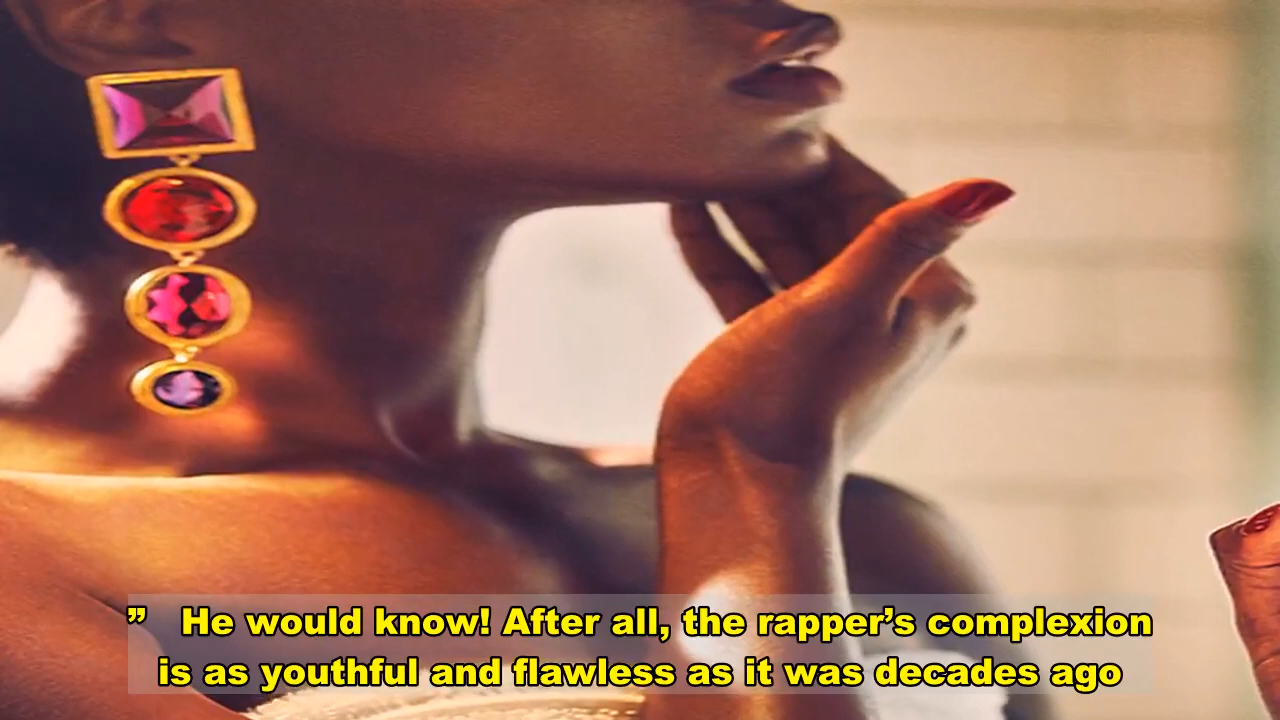 ”   He would know! After all, the rapper’s complexion
is as youthful and flawless as it was decades ago